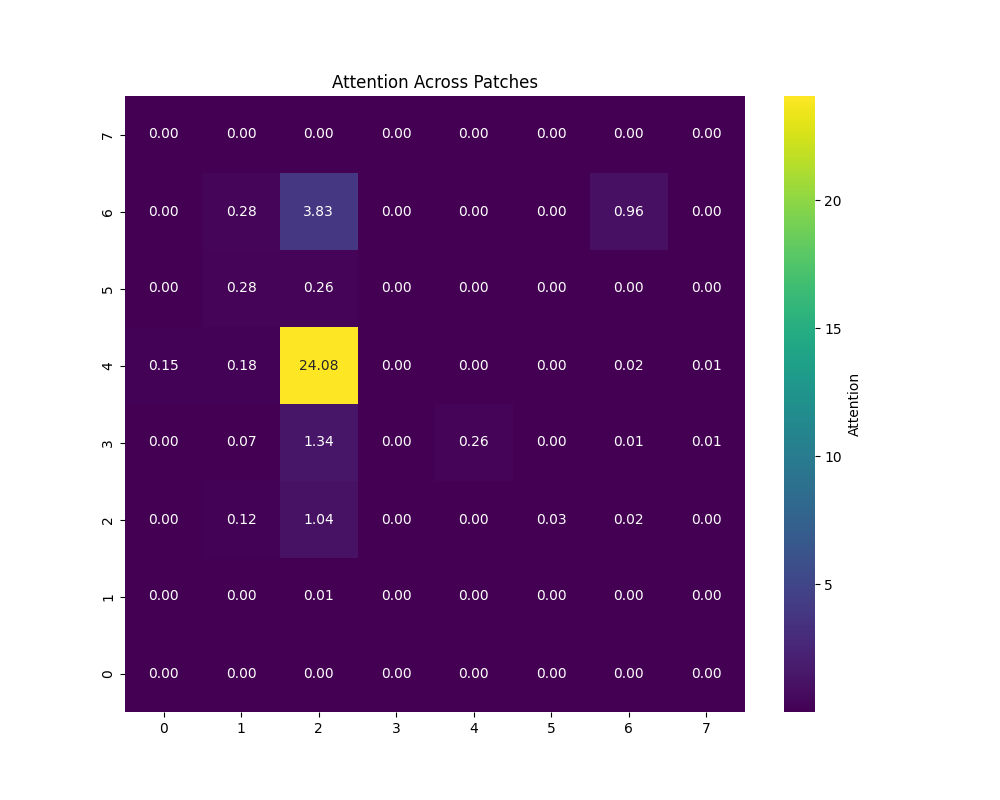 Attention Across Patches
7 0.00 0.00 0.00 0.00 0.00 0.00 0.00 0.00
6 0.00 0.28 3.83 0.00 0.00 0.00 0.96 0.00
5 0.00 0.28 0.26 0.00 0.00 0.00 0.00 0.00
4 0.15 0.18 24.08 0.00 0.00 0.00 0.02 0.01
3 0.00 0.07 1.34 0.00 0.26 0.00 0.01 0.01
2 0.00 0.12 1.04 0.00 0.00 0.03 0.02 0.00
1 0.00 0.00 0.01 0.00 0.00 0.00 0.00 0.00
0 0.00 0.00 0.00 0.00 0.00 0.00 0.00 0.00
0 1 2 3 4 5 6 7
20
15
10
5
Attention